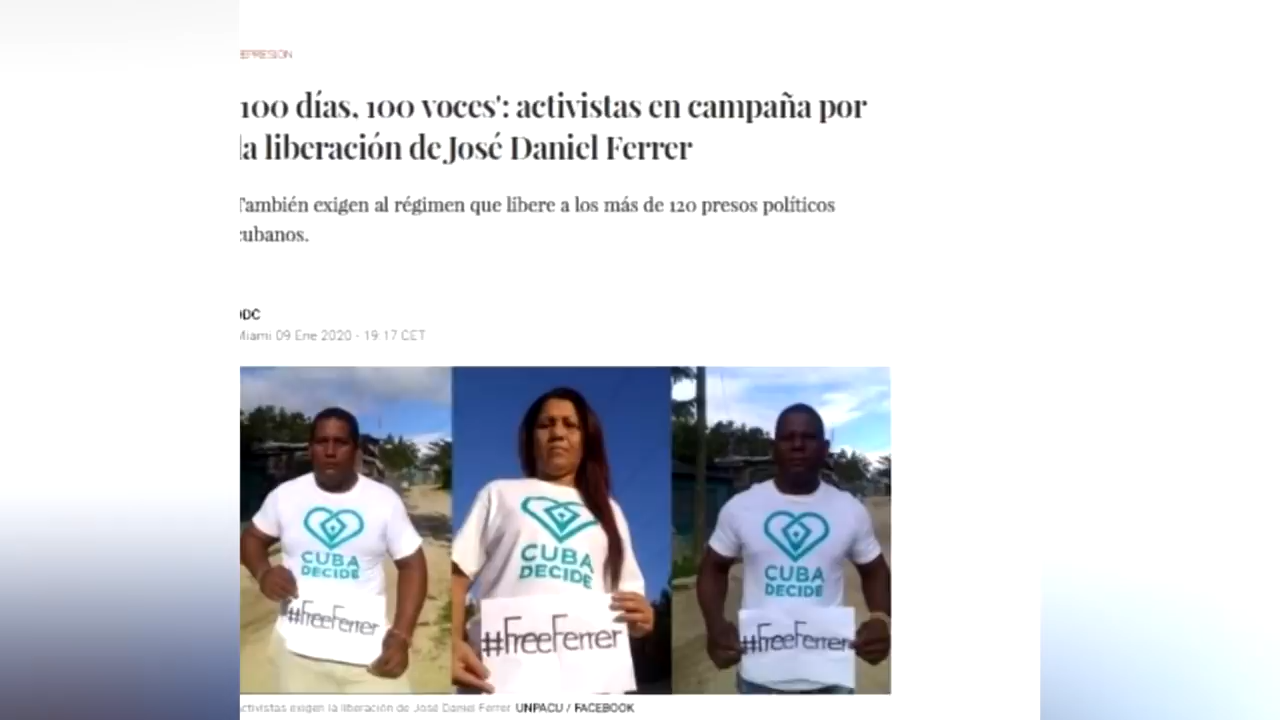 EPRESIÓN
100 días, 100 voces': activistas en campaña por
la liberación de José Daniel Ferrer
También exigen al régimen que libere a los más de 120 presos políticos
cubanos.
DDC
Miami 09 Ene 2020 - 19:17 CET
CUBA
DECIDE
#FreeFerrer
CUBA
DECIDE
#FreeFerrer
CUBA
DECIDE
#FreeFerrer
Activistas exigen la liberación de José Daniel Ferrer UNPACU / FACEBOOK